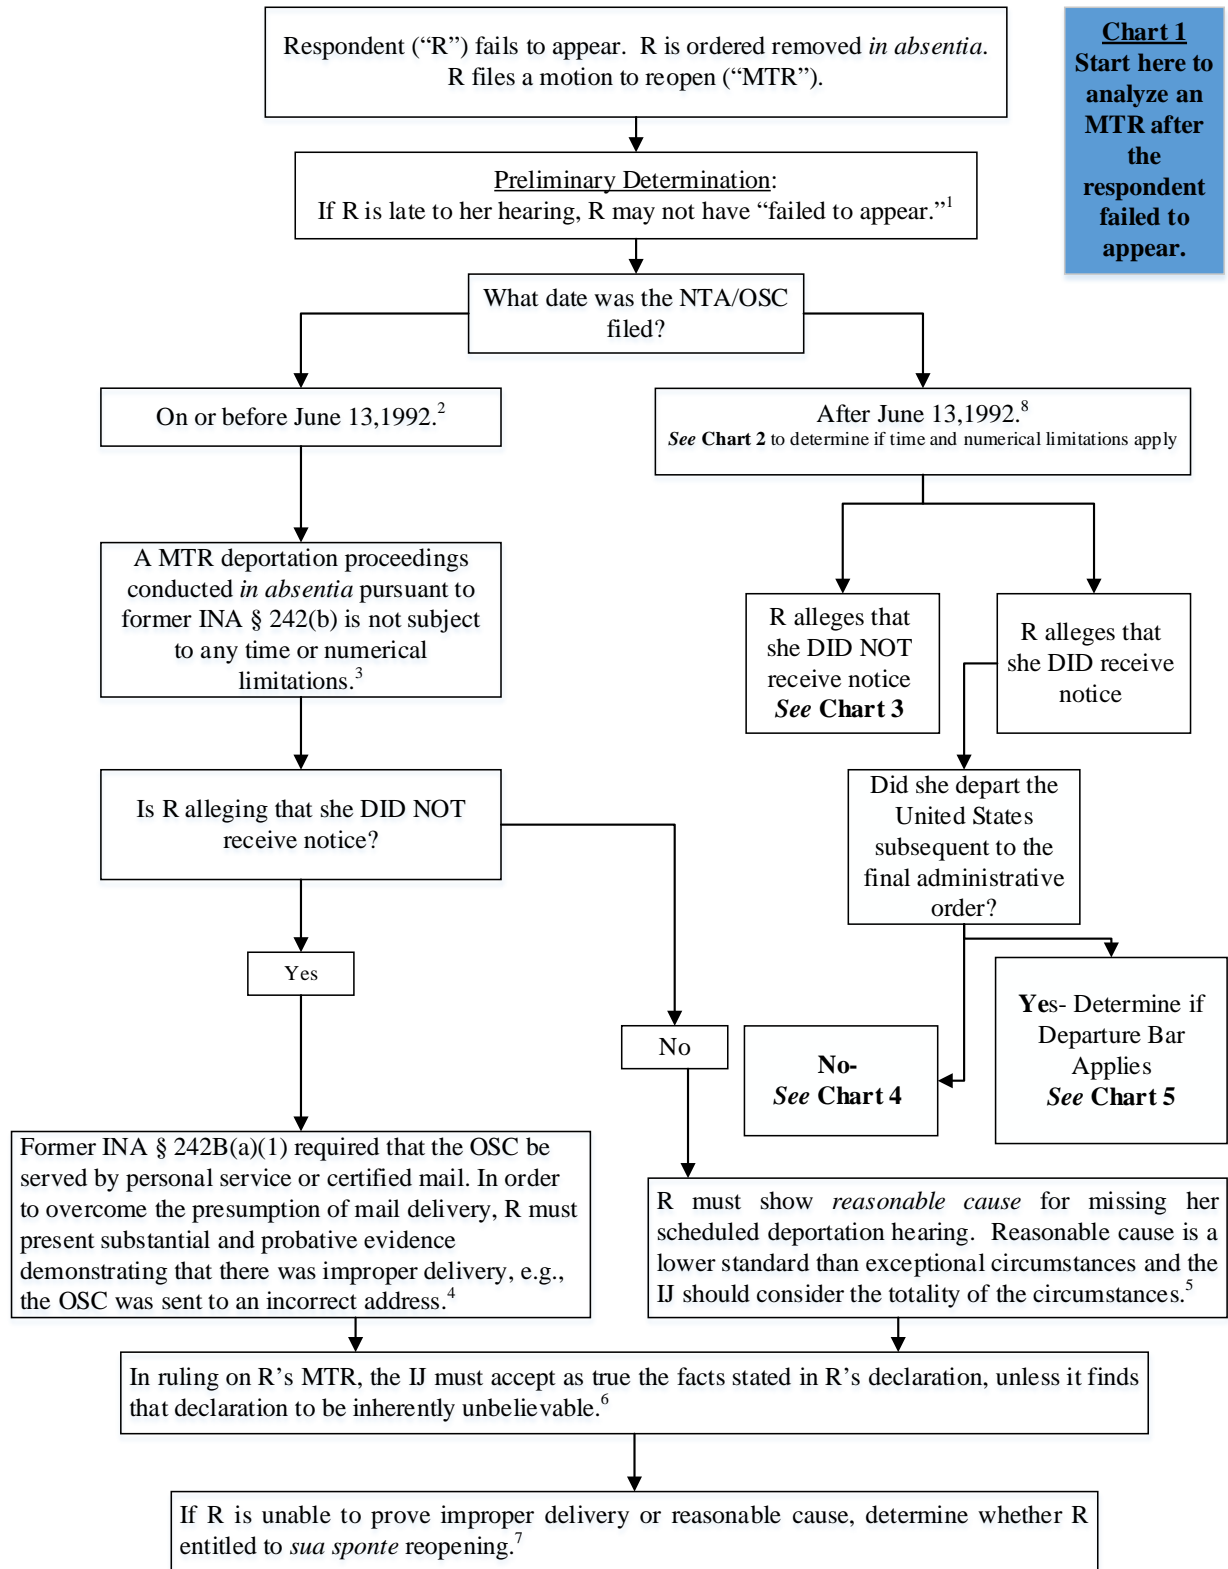 Respondent (“R”) fails to appear.  R is ordered removed in absentia.
R files a motion to reopen (“MTR”).
Chart 1
Start here to
analyze an
MTR after
the
respondent
failed to
appear.
Preliminary Determination:
If R is late to her hearing, R may not have “failed to appear.”1
What date was the NTA/OSC
filed?
On or before June 13,1992.2
After June 13,1992.8
See Chart 2 to determine if time and numerical limitations apply
A MTR deportation proceedings
conducted in absentia pursuant to
former INA § 242(b) is not subject
to any time or numerical
limitations.3
R alleges that
she DID NOT
receive notice
See Chart 3
R alleges that
she DID receive
notice
Is R alleging that she DID NOT
receive notice?
Did she depart the
United States
subsequent to the
final administrative
order?
Yes
No
No-
See Chart 4
Yes- Determine if
Departure Bar
Applies
See Chart 5
Former INA § 242B(a)(1) required that the OSC be
served by personal service or certified mail. In order
to overcome the presumption of mail delivery, R must
present substantial and probative evidence
demonstrating that there was improper delivery, e.g.,
the OSC was sent to an incorrect address.4
R must show reasonable cause for missing her
scheduled deportation hearing.  Reasonable cause is a
lower standard than exceptional circumstances and the
IJ should consider the totality of the circumstances.5
In ruling on R’s MTR, the IJ must accept as true the facts stated in R’s declaration, unless it finds
that declaration to be inherently unbelievable.6
If R is unable to prove improper delivery or reasonable cause, determine whether R
entitled to sua sponte reopening.7